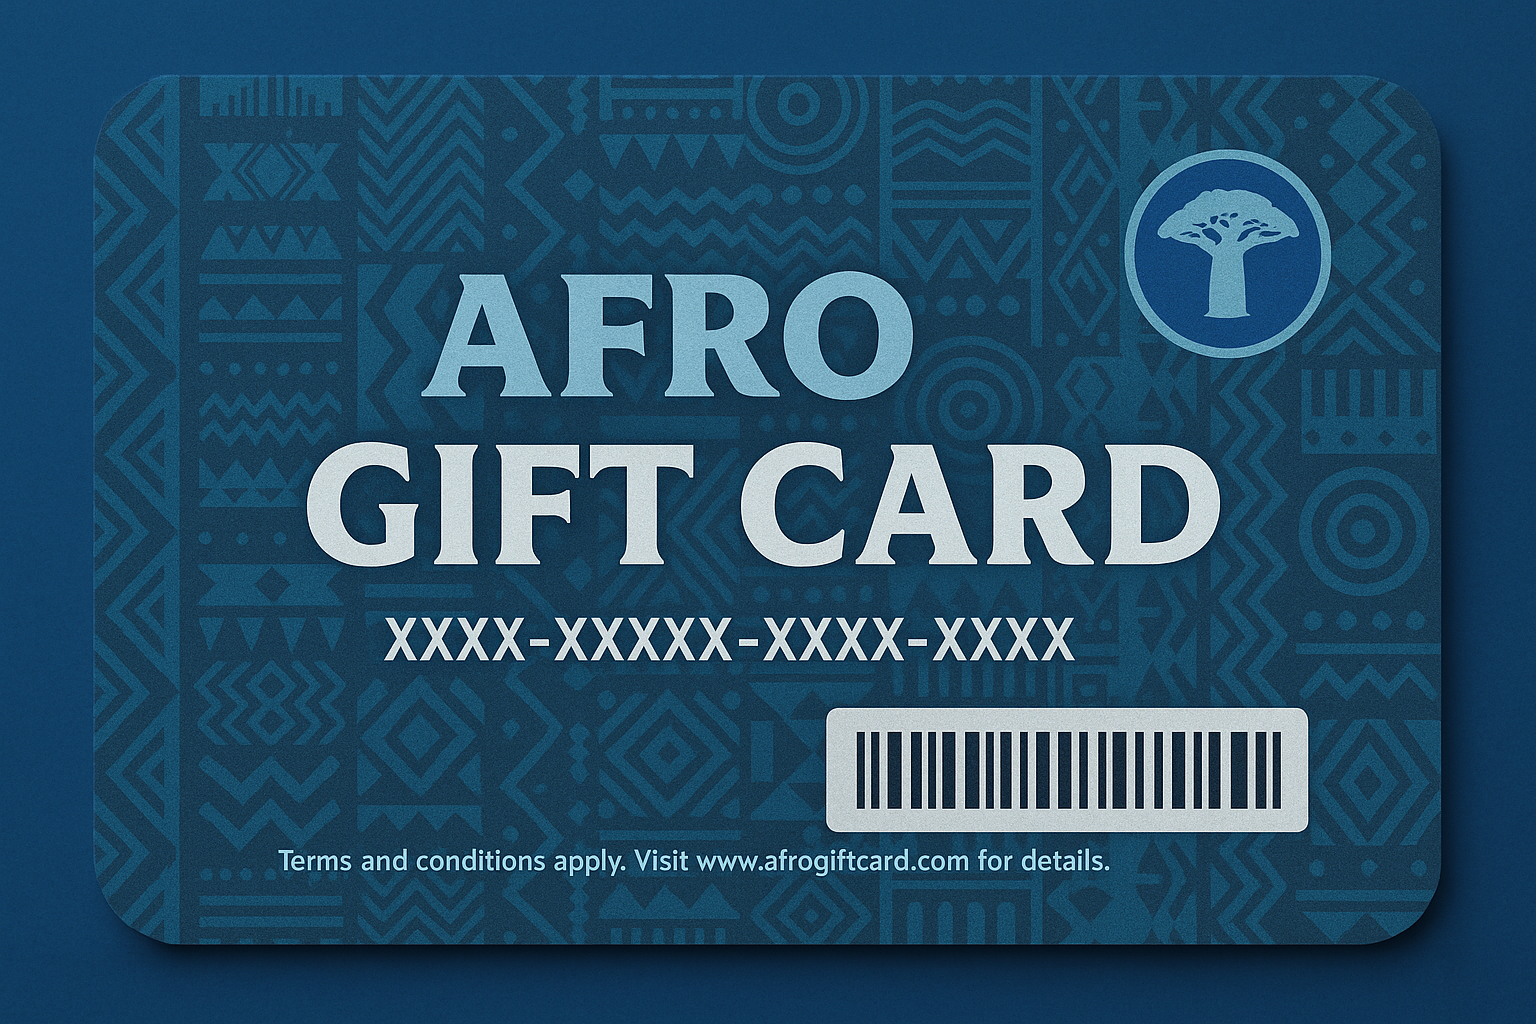 AFRO
GIFT CARD
XXXX-XXXXX-XXXX-XXXX
Terms and conditions apply. Visit www.afrogiftcard.com for details.